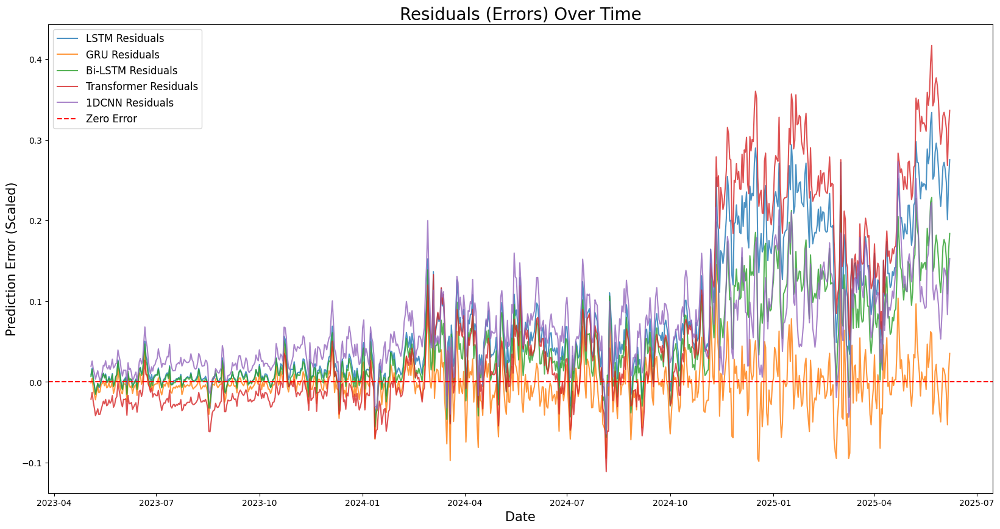 Residuals (Errors) Over Time
LSTM Residuals
GRU Residuals
Bi-LSTM Residuals
Transformer Residuals
1DCNN Residuals
Zero Error
Prediction Error (Scaled)
0.4
0.3
0.2
0.1
0.0
−0.1
2023-04
2023-07
2023-10
2024-01
2024-04
2024-07
2024-10
2025-01
2025-04
2025-07
Date